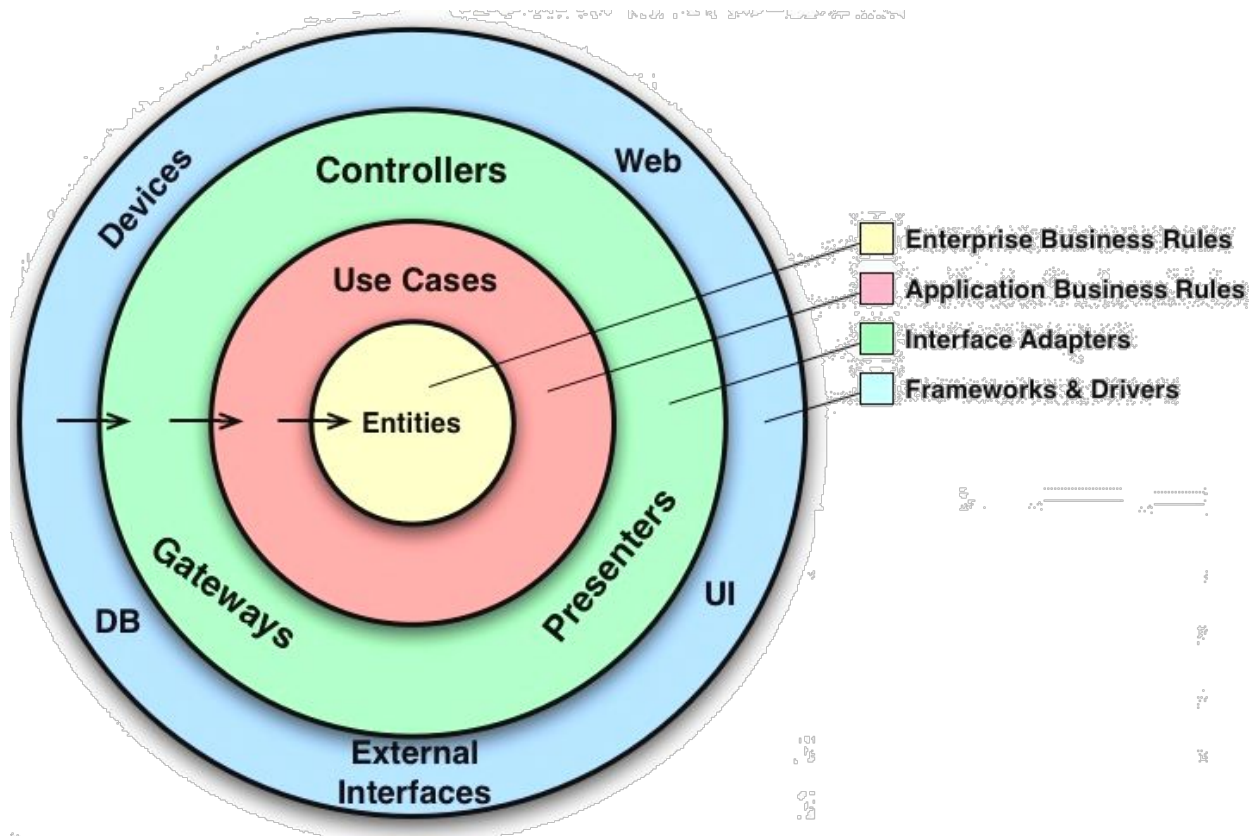 Devices
Controllers
Web
Use Cases
Entities
Gateways
Presenters
DB
UI
External
Interfaces
Enterprise Business Rules
Application Business Rules
Interface Adapters
Frameworks & Drivers